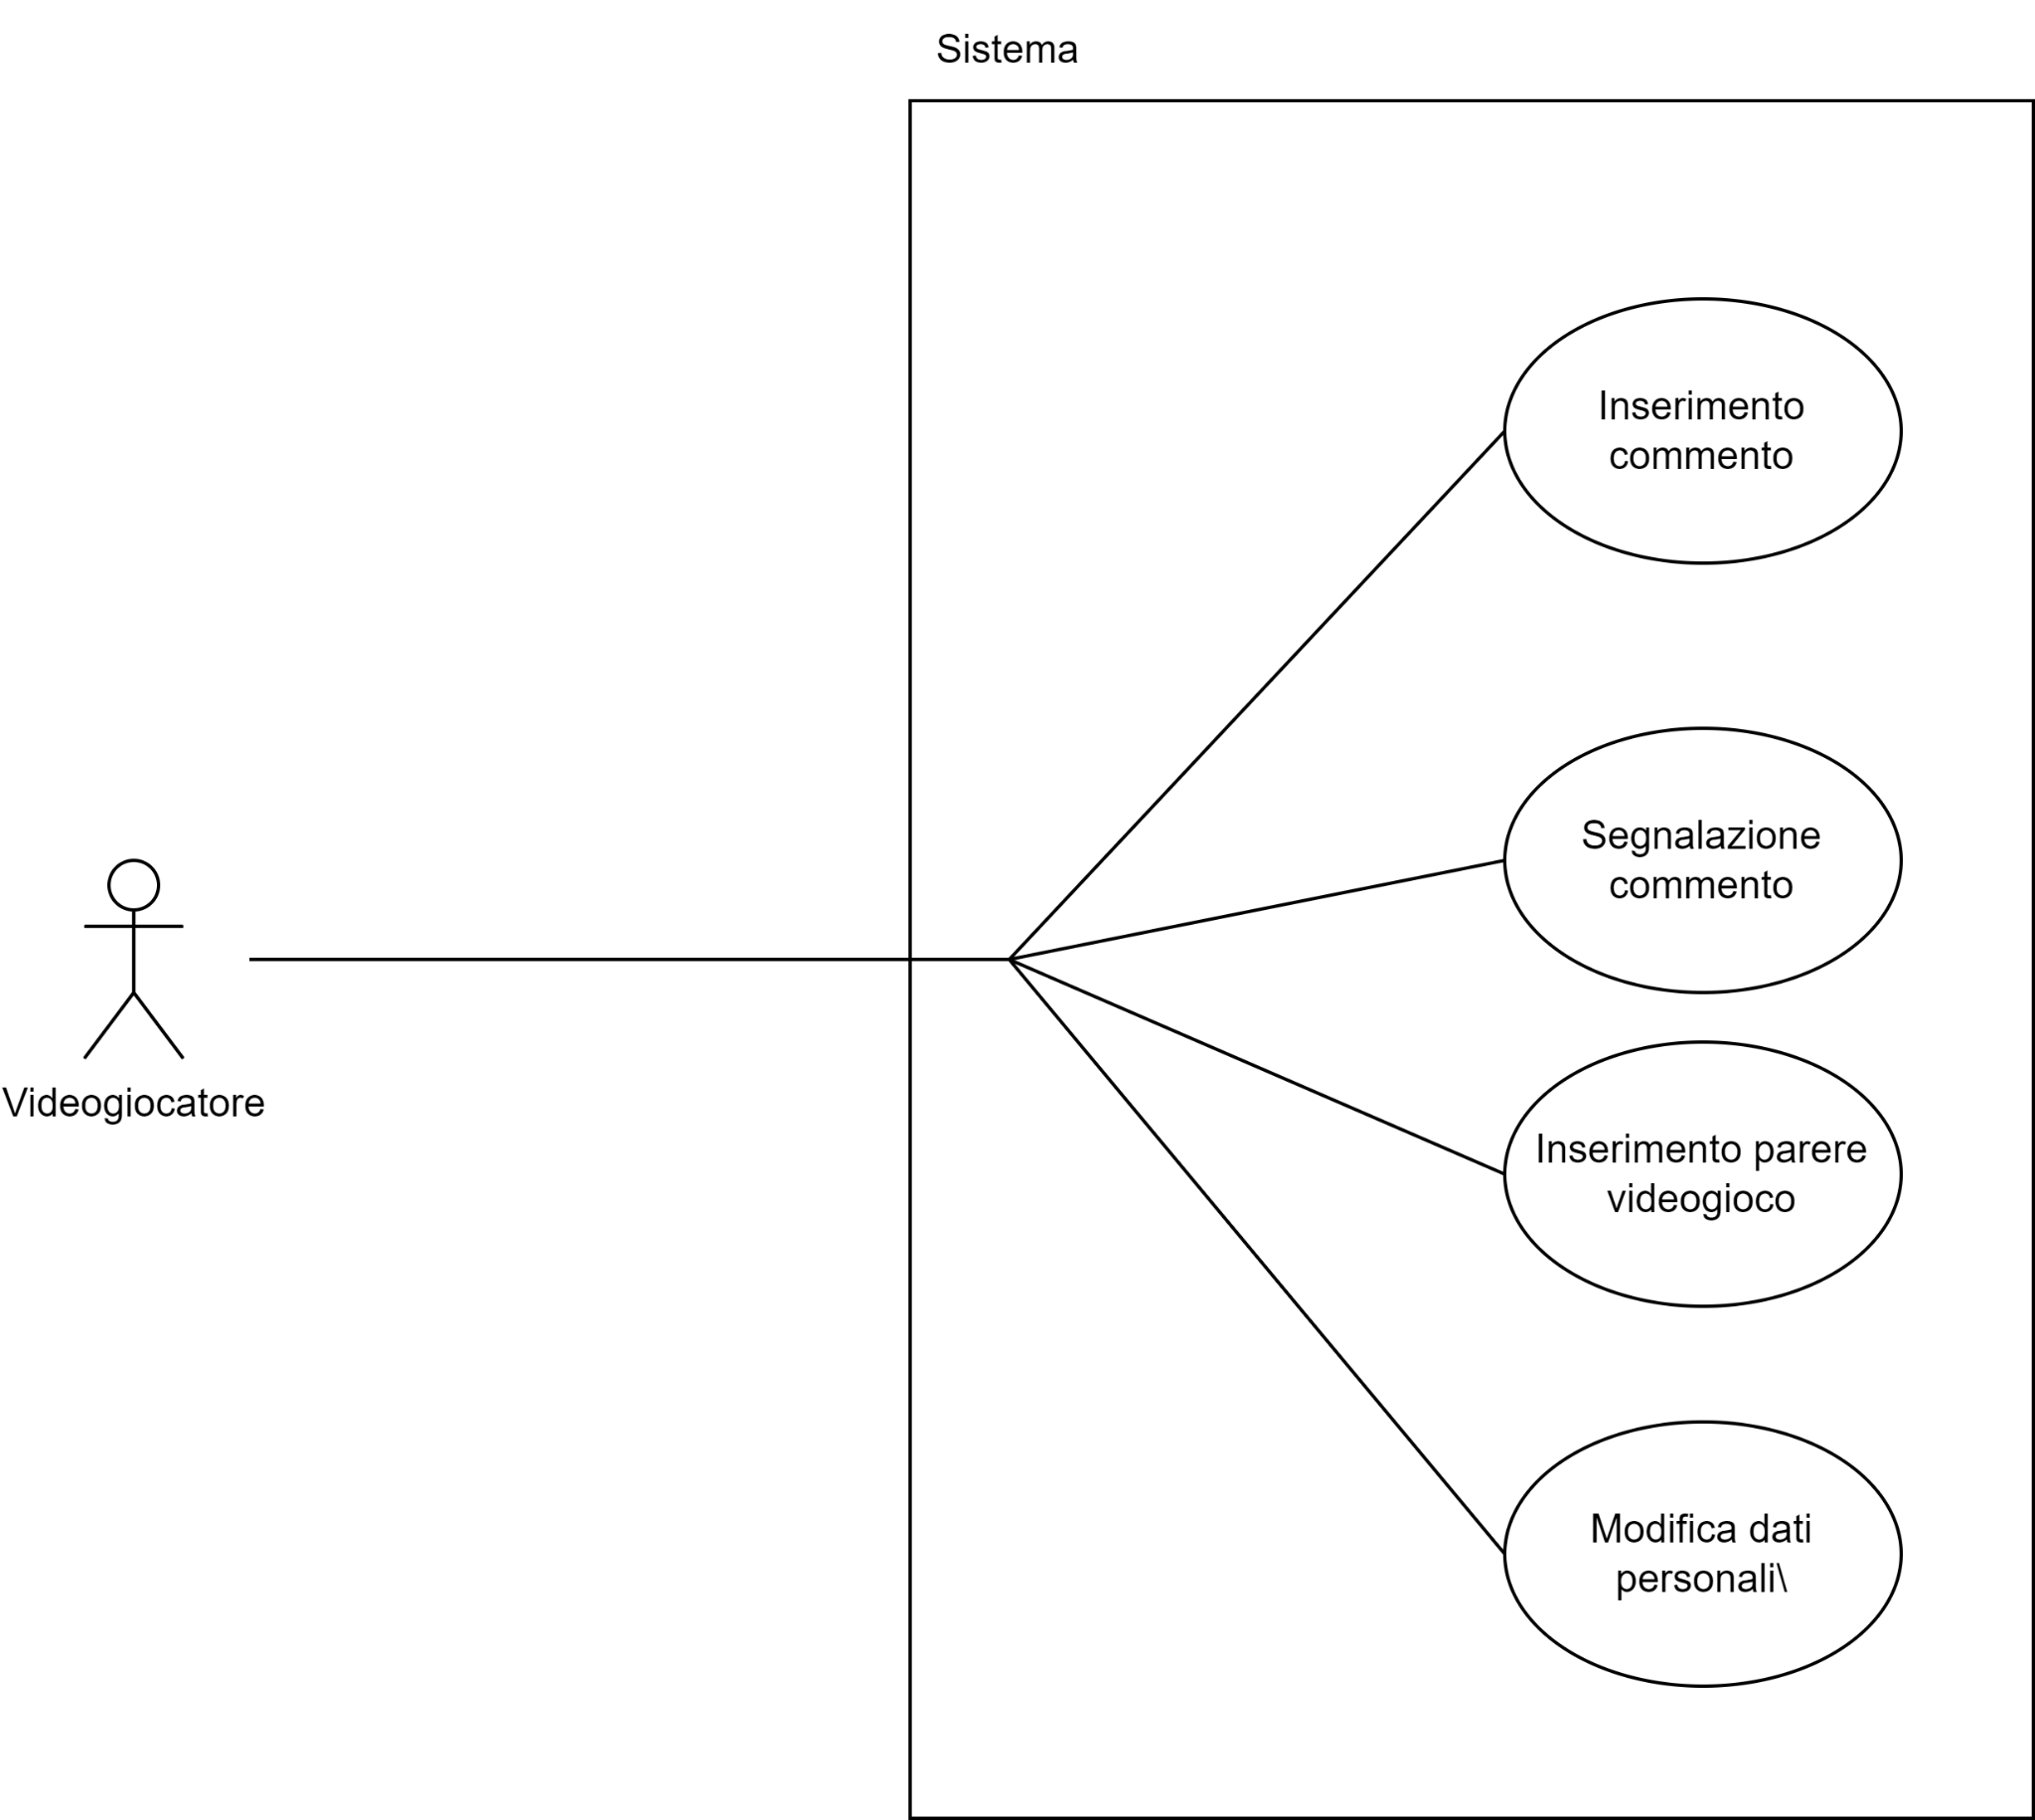 Sistema
Inserimento
commento
Segnalazione
commento
Videogiocatore
Inserimento parere
videogioco
Modifica dati
personali\